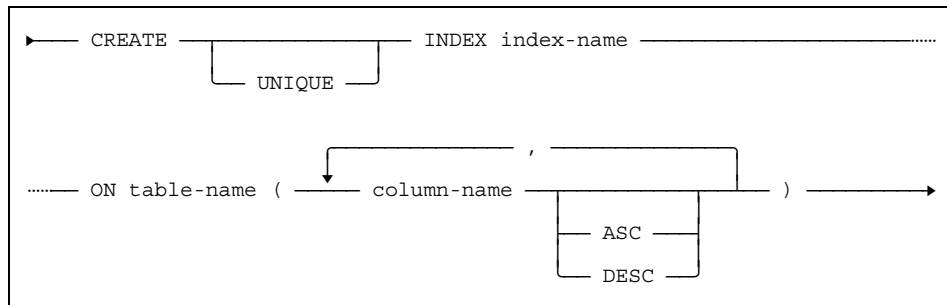 CREATE INDEX index-name
UNIQUE
,
ON table-name ( column-name )
ASC
DESC